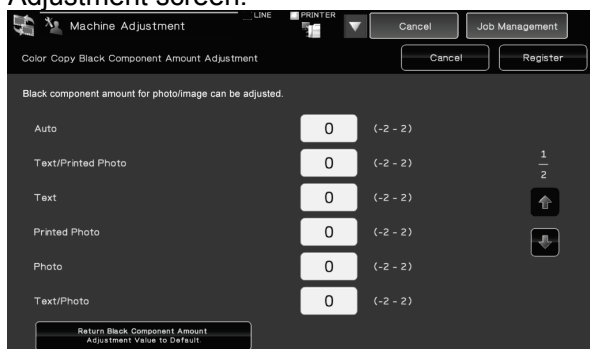 Adjustment screen.
Machine Adjustment LINE PRINTER Cancel Job Management
Color Copy Black Component Amount Adjustment Cancel Register
Black component amount for photo/image can be adjusted.
Auto 0 (-2 - 2)
Text/Printed Photo 0 (-2 - 2) 1
2
Text 0 (-2 - 2)
Printed Photo 0 (-2 - 2)
Photo 0 (-2 - 2)
Text/Photo 0 (-2 - 2)
Return Black Component Amount
Adjustment Value to Default.